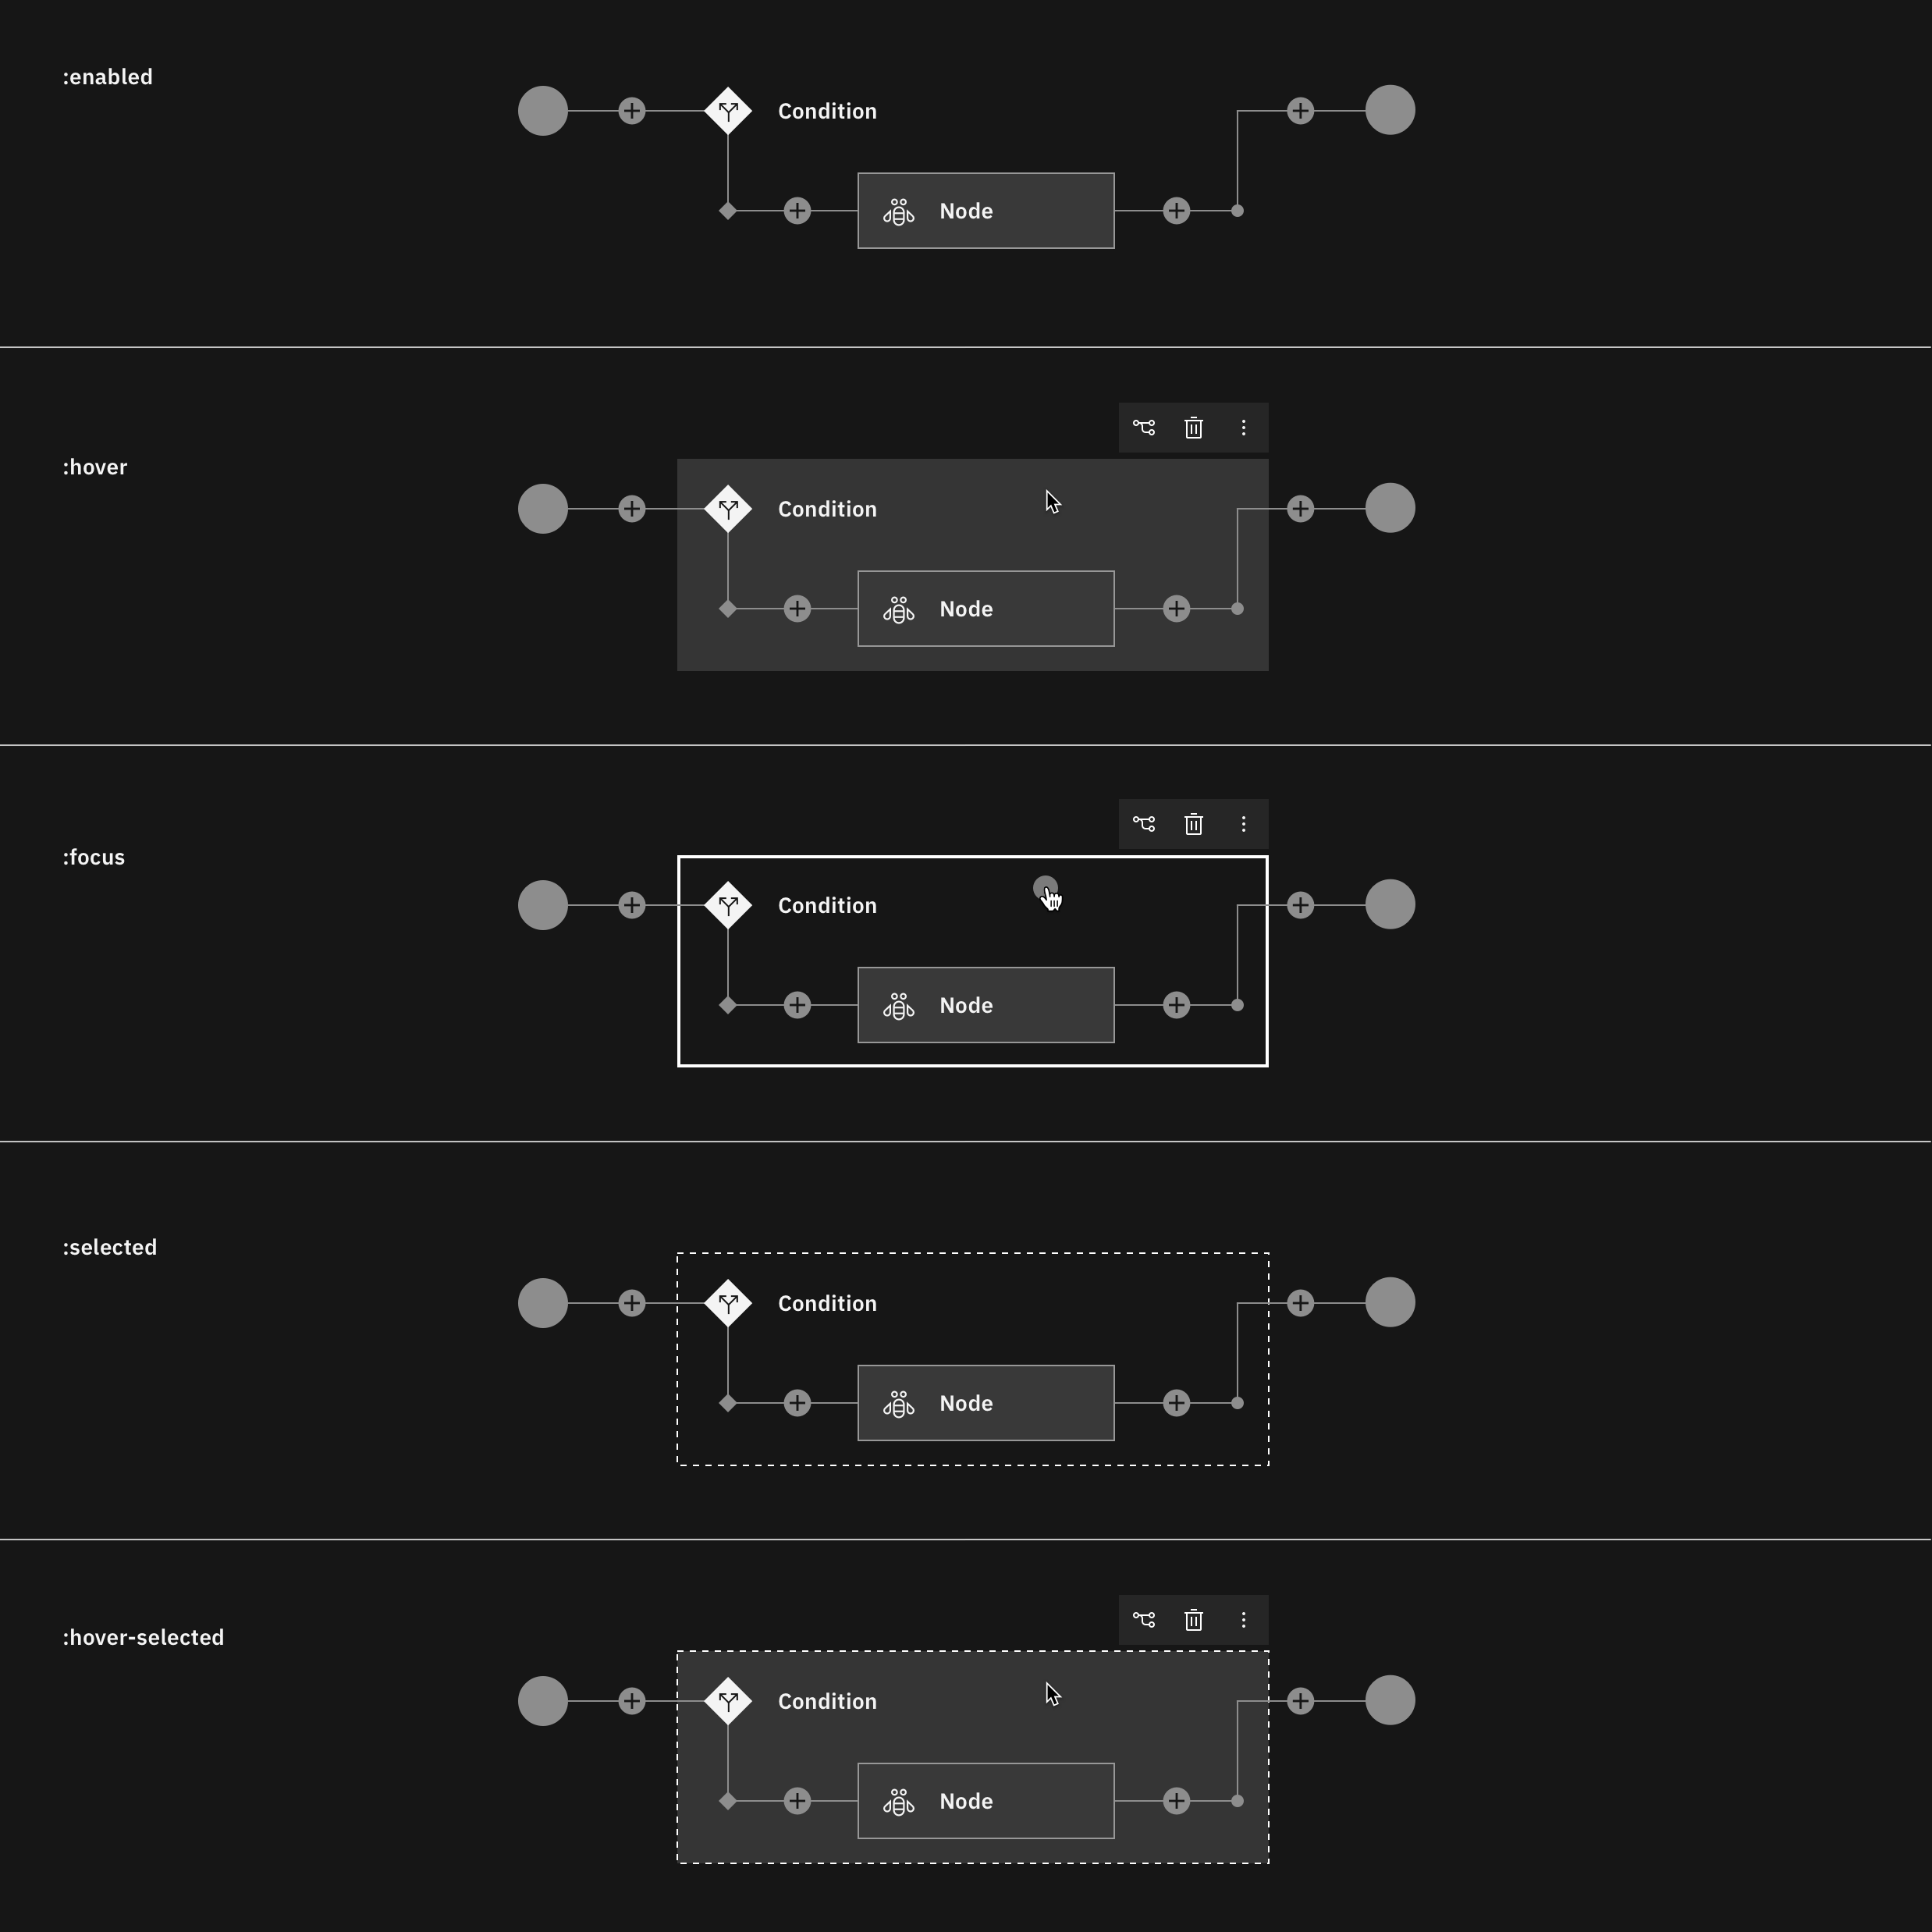 :enabled
Condition
Node
:hover
Condition
Node
:focus
Condition
Node
:selected
Condition
Node
:hover-selected
Condition
Node